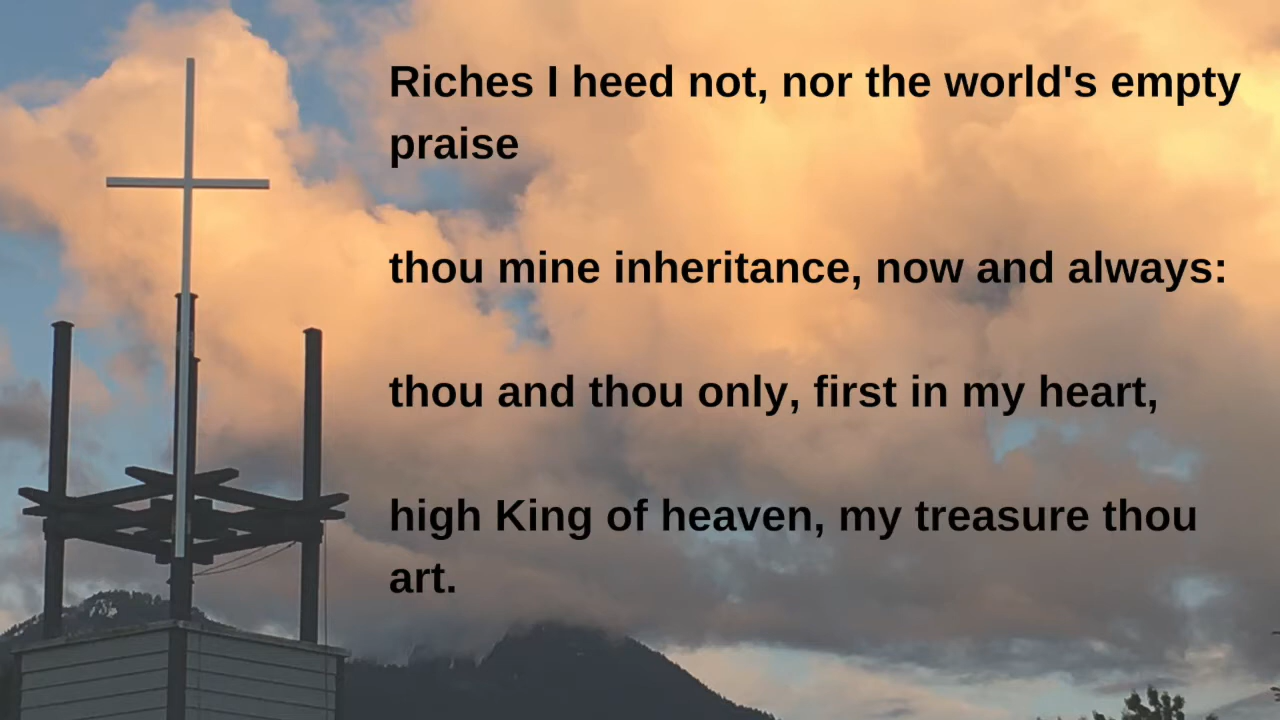 Riches I heed not, nor the world's empty
praise
thou mine inheritance, now and always:
thou and thou only, first in my heart,
high King of heaven, my treasure thou
art.